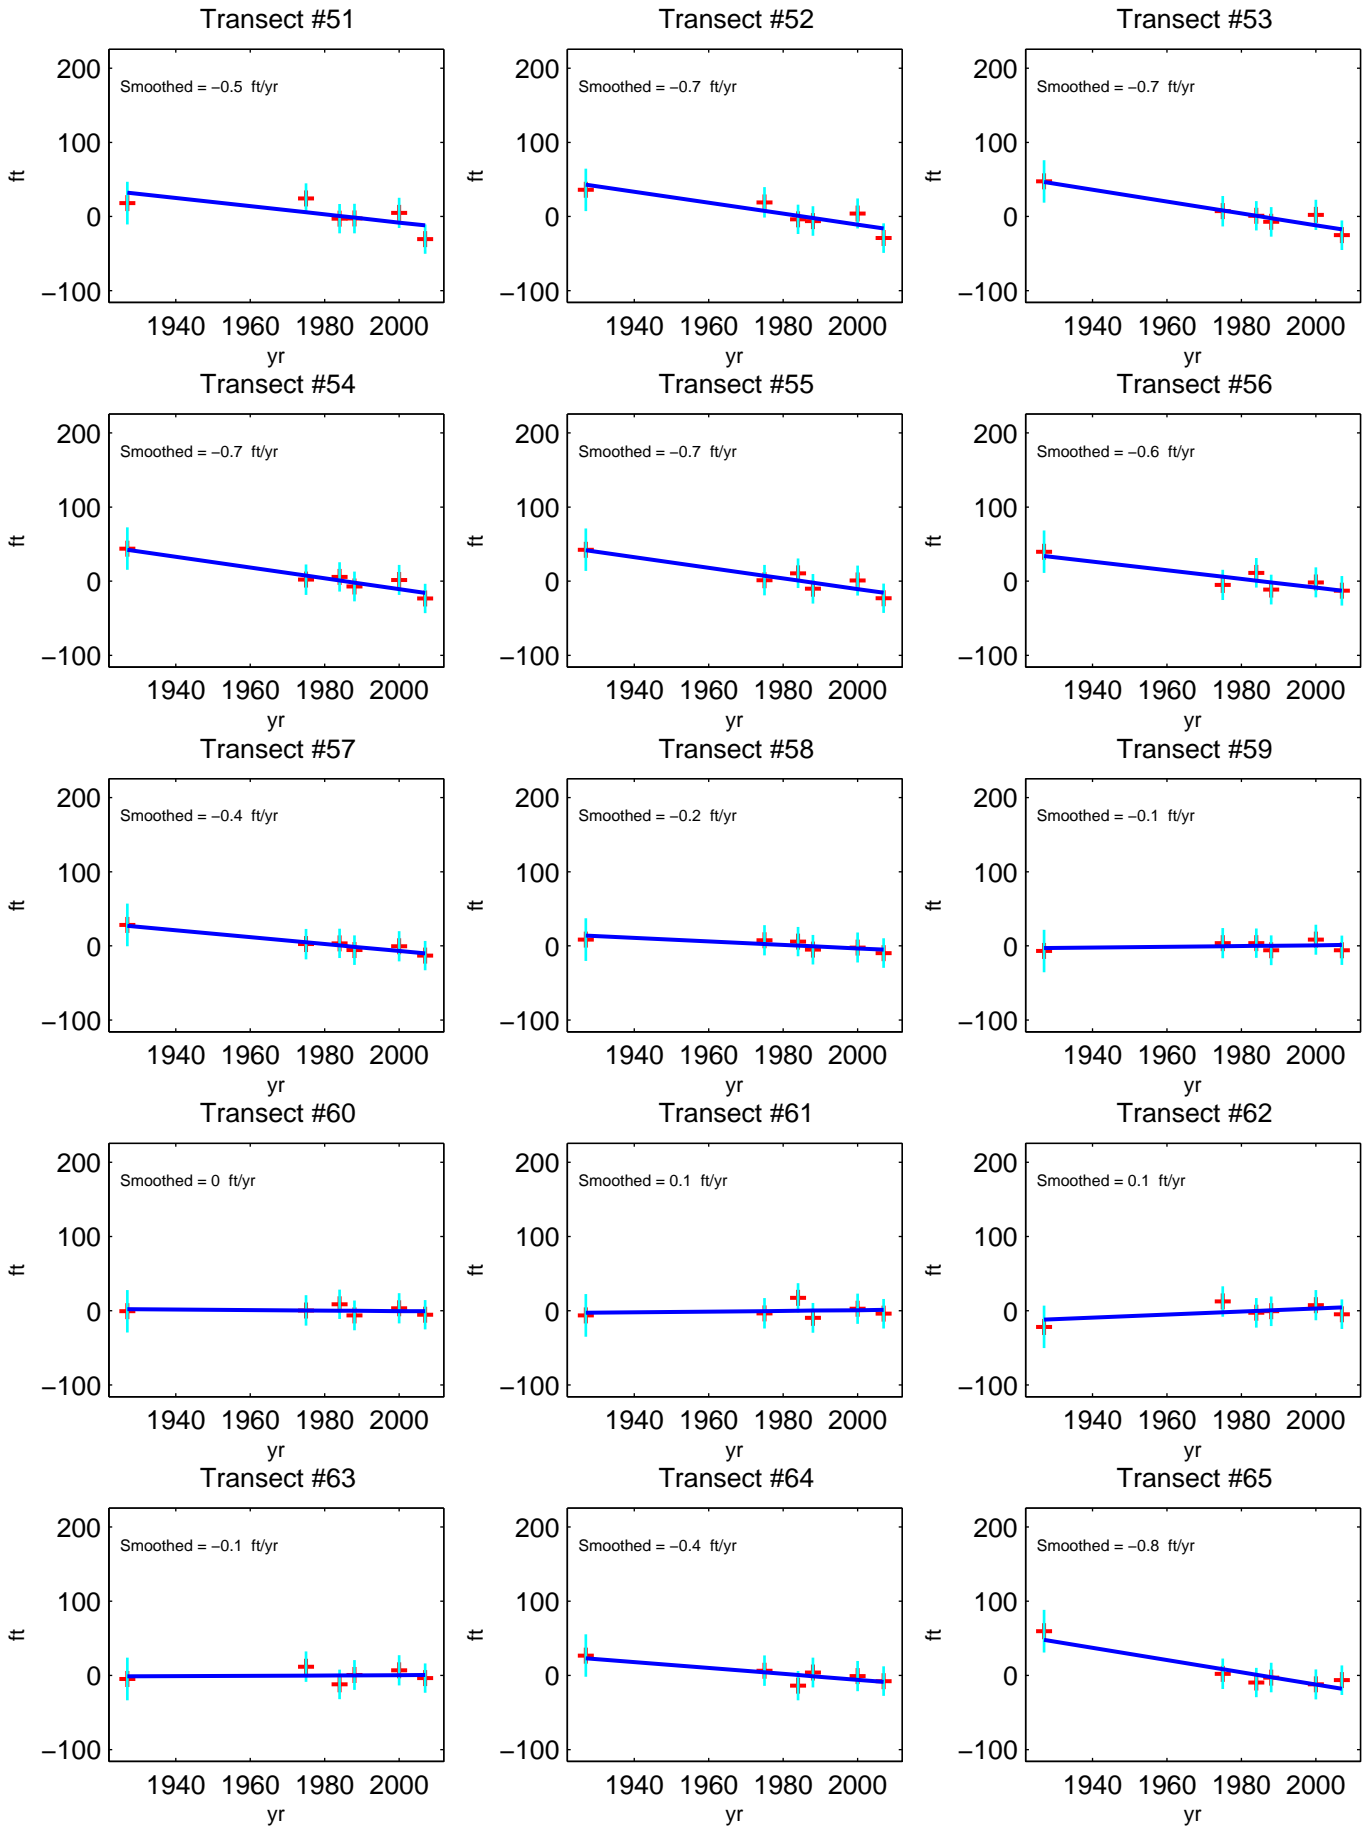 Transect #51 Transect #52 Transect #53
200 200 200
Smoothed = −0.5 ft/yr Smoothed = −0.7 ft/yr Smoothed = −0.7 ft/yr
100 100 100
ft ft ft
0 0 0
−100 −100 −100
1940 1960 1980 2000 1940 1960 1980 2000 1940 1960 1980 2000
yr yr yr
Transect #54 Transect #55 Transect #56
200 200 200
Smoothed = −0.7 ft/yr Smoothed = −0.7 ft/yr Smoothed = −0.6 ft/yr
100 100 100
ft ft ft
0 0 0
−100 −100 −100
1940 1960 1980 2000 1940 1960 1980 2000 1940 1960 1980 2000
yr yr yr
Transect #57 Transect #58 Transect #59
200 200 200
Smoothed = −0.4 ft/yr Smoothed = −0.2 ft/yr Smoothed = −0.1 ft/yr
100 100 100
ft ft ft
0 0 0
−100 −100 −100
1940 1960 1980 2000 1940 1960 1980 2000 1940 1960 1980 2000
yr yr yr
Transect #60 Transect #61 Transect #62
200 200 200
Smoothed = 0 ft/yr Smoothed = 0.1 ft/yr Smoothed = 0.1 ft/yr
100 100 100
ft ft ft
0 0 0
−100 −100 −100
1940 1960 1980 2000 1940 1960 1980 2000 1940 1960 1980 2000
yr yr yr
Transect #63 Transect #64 Transect #65
200 200 200
Smoothed = −0.1 ft/yr Smoothed = −0.4 ft/yr Smoothed = −0.8 ft/yr
100 100 100
ft ft ft
0 0 0
−100 −100 −100
1940 1960 1980 2000 1940 1960 1980 2000 1940 1960 1980 2000
yr yr yr